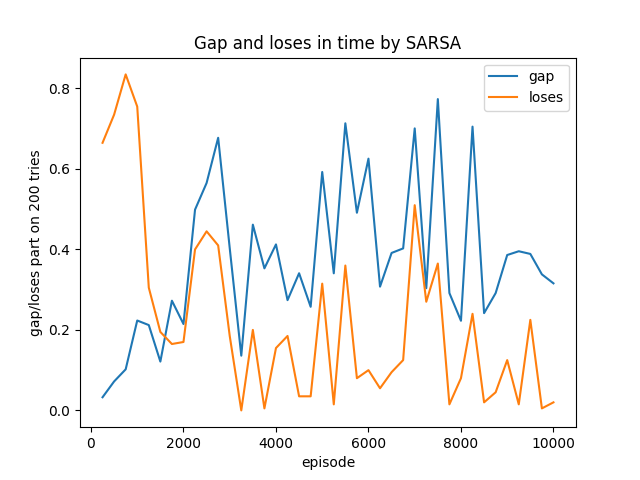 Gap and loses in time by SARSA
gap
loses
gap/loses part on 200 tries
0.8
0.6
0.4
0.2
0.0
0
2000
4000
6000
8000
10000
episode